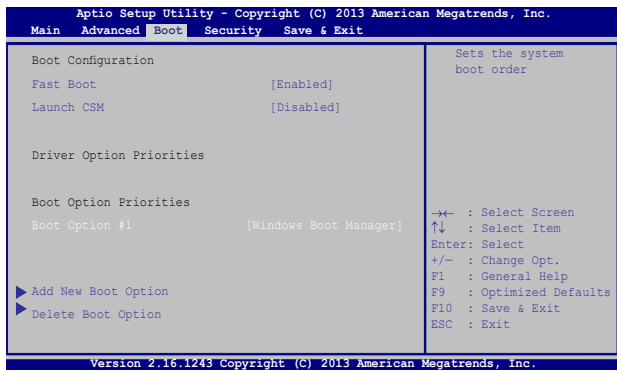 Aptio Setup Utility - Copyright (C) 2013 American Megatrends, Inc.
Main Advanced Boot Security Save & Exit
Boot Configuration
Fast Boot [Enabled]
Launch CSM [Disabled]
Driver Option Priorities
Boot Option Priorities
Boot Option #1 [Windows Boot Manager]
Add New Boot Option
Delete Boot Option
Sets the system
boot order
→← : Select Screen
↑↓ : Select Item
Enter: Select
+/— : Change Opt.
F1 : General Help
F9 : Optimized Defaults
F10 : Save & Exit
ESC : Exit
Version 2.16.1243 Copyright (C) 2013 American Megatrends, Inc.